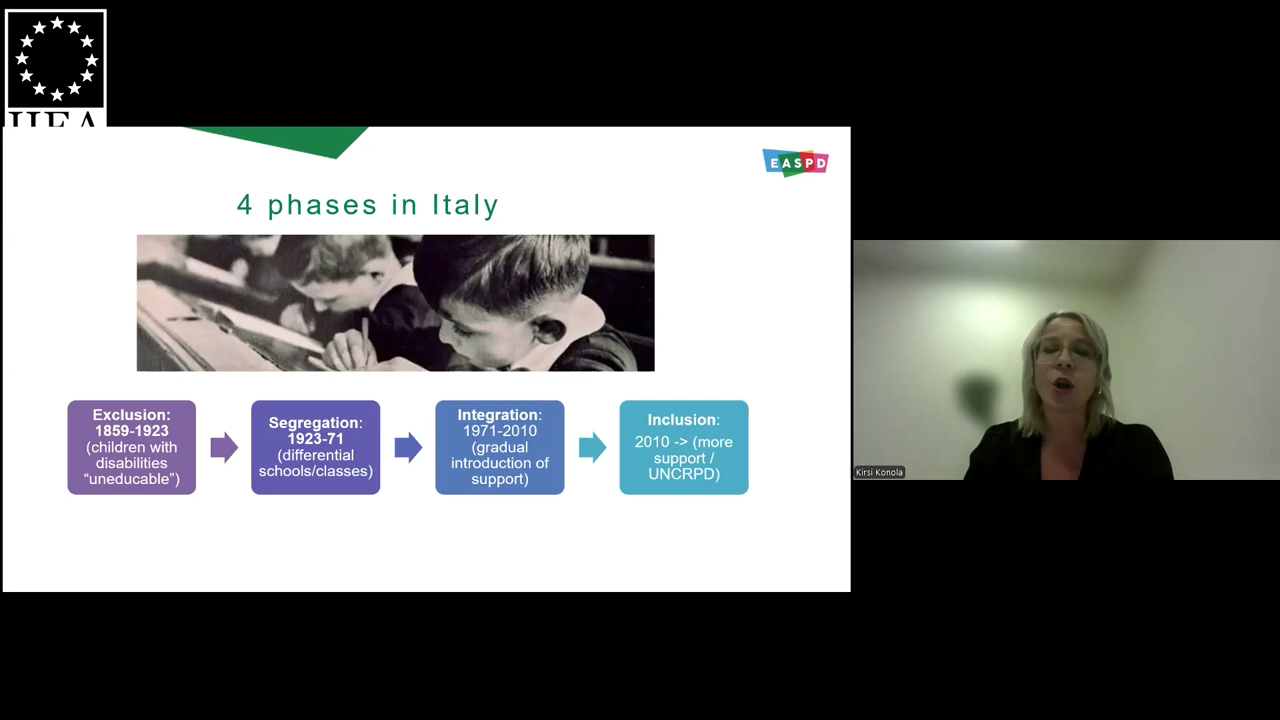 EASPD
4 phases in Italy
Exclusion:
1859-1923
(children with
disabilities
“uneducable”)
Segregation:
1923-71
(differential
schools/classes)
Integration:
1971-2010
(gradual
introduction of
support)
Inclusion:
2010 -> (more
support /
UNCRPD)
Kirsi Konola